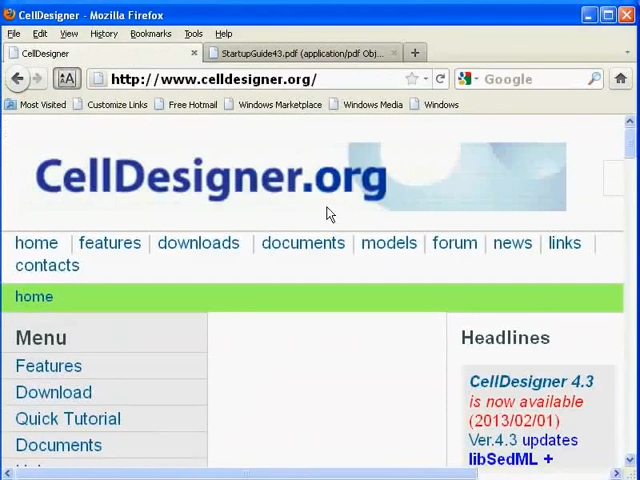 CellDesigner - Mozilla Firefox
File Edit View History Bookmarks Tools Help
CellDesigner
StartupGuide43.pdf (application/pdf Obj...
http://www.celldesigner.org/
Google
Most Visited Customize Links Free Hotmail Windows Marketplace Windows Media Windows
CellDesigner.org
home features downloads documents models forum news links
contacts
home
Menu
Features
Download
Quick Tutorial
Documents
Headlines
CellDesigner 4.3
is now available
(2013/02/01)
Ver.4.3 updates
libSedML +